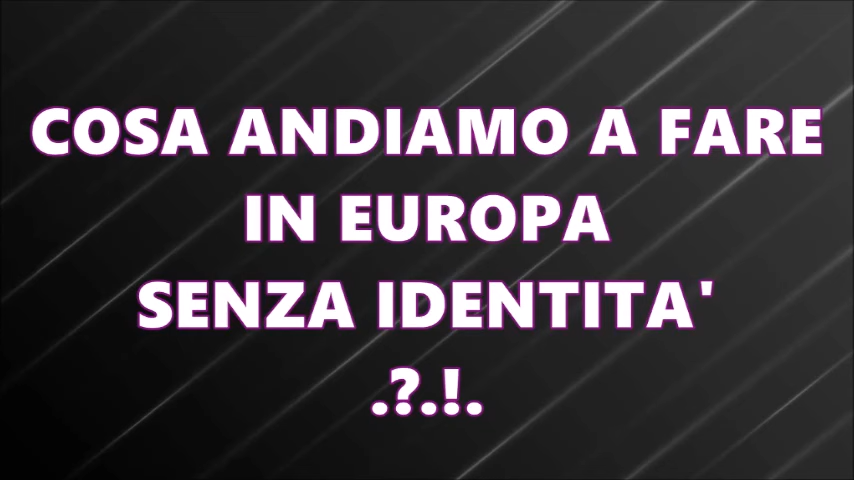 COSA ANDIAMO A FARE
IN EUROPA
SENZA IDENTITA'
.?.!.